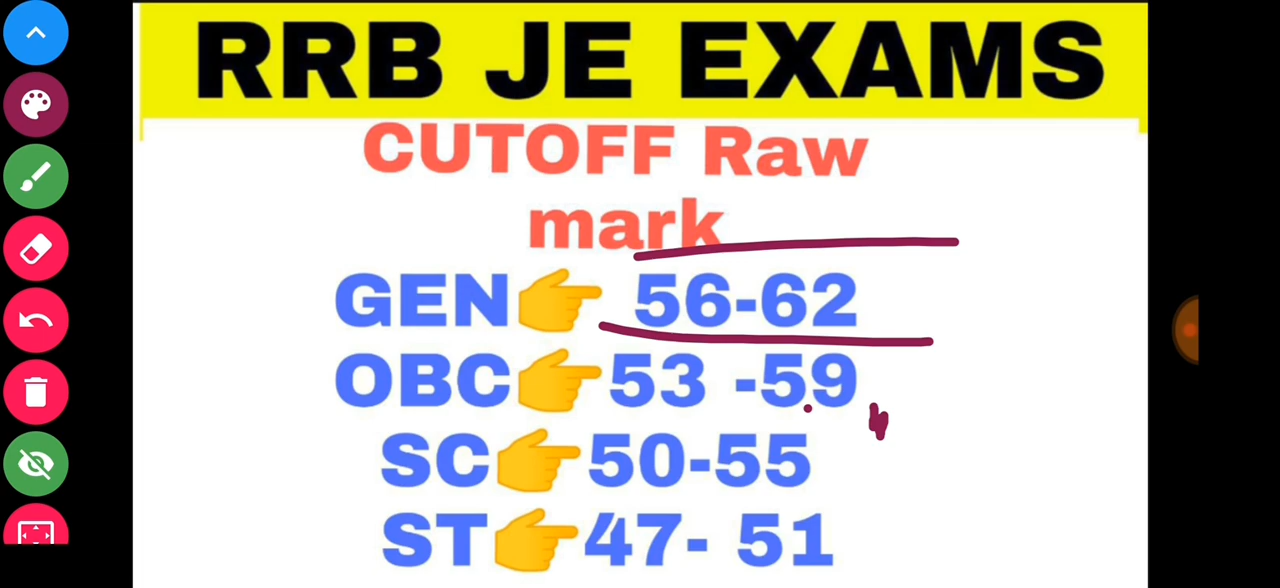 RRB JE EXAMS
CUTOFF Raw
mark
GEN👉 56-62
OBC👉53 -59
SC👉50-55
ST👉47- 51